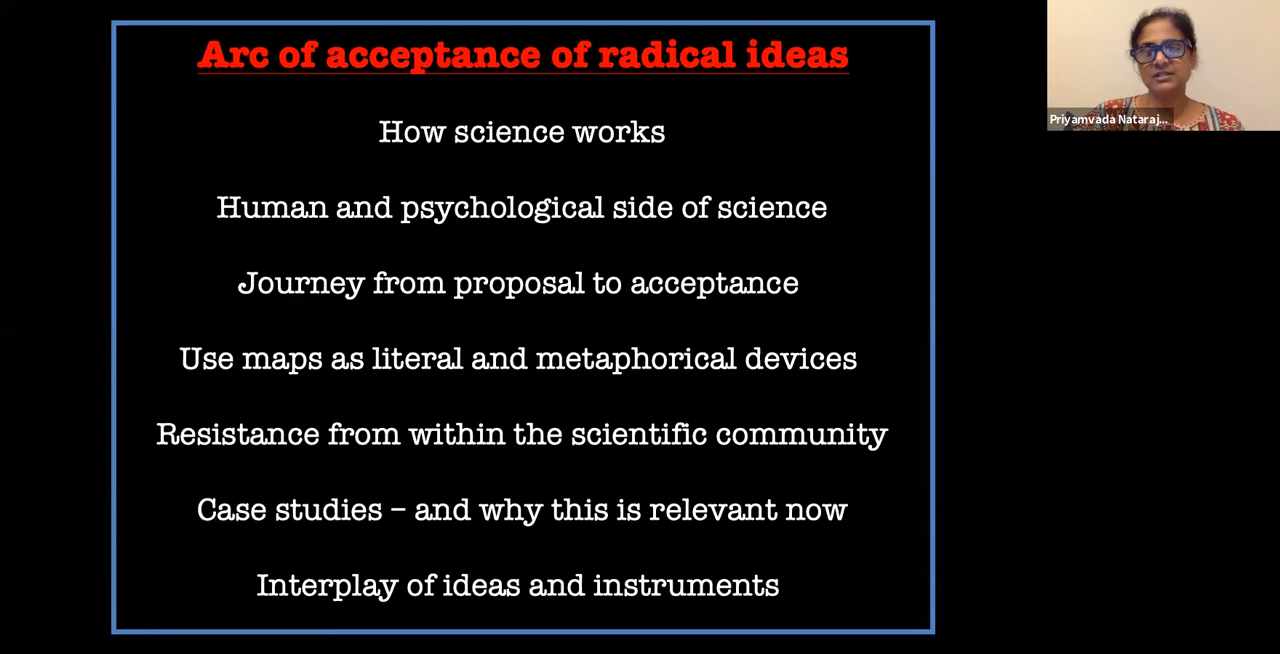 Arc of acceptance of radical ideas
How science works
Human and psychological side of science
Journey from proposal to acceptance
Use maps as literal and metaphorical devices
Resistance from within the scientific community
Case studies – and why this is relevant now
Interplay of ideas and instruments
Priyamvada Nataraj...